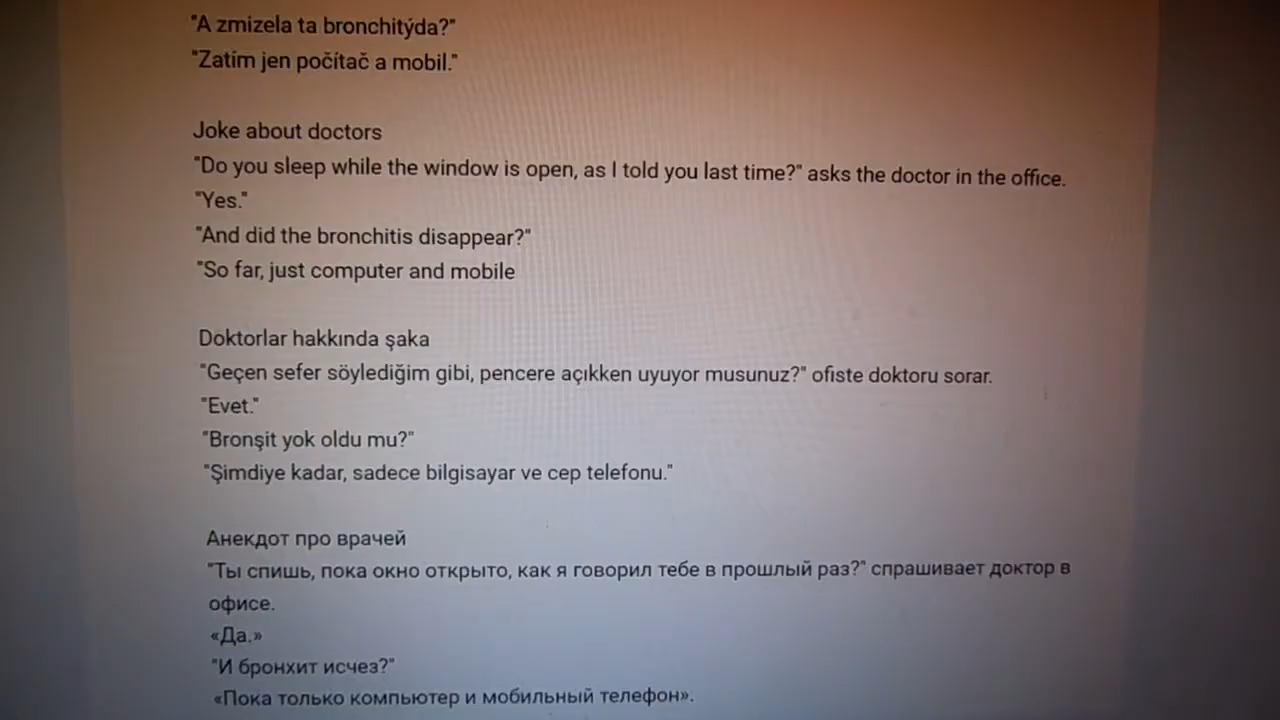 "A zmizela ta bronchitýda?"
"Zatím jen počítač a mobil."
Joke about doctors
"Do you sleep while the window is open, as I told you last time?" asks the doctor in the office.
"Yes."
"And did the bronchitis disappear?"
"So far, just computer and mobile
Doktorlar hakkında şaka
"Geçen sefer söylediğim gibi, pencere açıkken uyuyor musunuz?" ofiste doktoru sorar.
"Evet."
"Bronşit yok oldu mu?"
"Şimdiye kadar, sadece bilgisayar ve cep telefonu."
Анекдот про врачей
"Ты спишь, пока окно открыто, как я говорил тебе в прошлый раз?" спрашивает доктор в
офисе.
«Да.»
"И бронхит исчез?"
«Пока только компьютер и мобильный телефон».